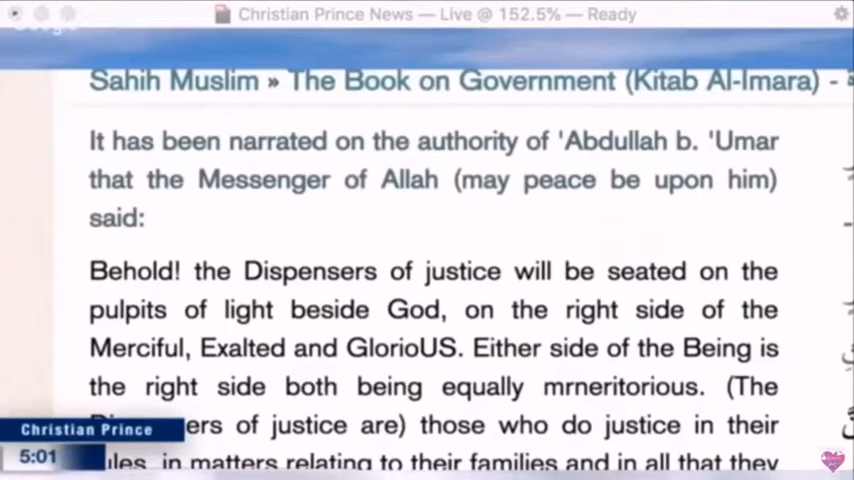 Christian Prince News — Live @ 152.5% — Ready
Sahih Muslim » The Book on Government (Kitab Al-Imara) -
It has been narrated on the authority of 'Abdullah b. 'Umar
that the Messenger of Allah (may peace be upon him)
said:
Behold! the Dispensers of justice will be seated on the
pulpits of light beside God, on the right side of the
Merciful, Exalted and GlorioUS. Either side of the Being is
the right side both being equally mrneritorious. (The
ers of justice are) those who do justice in their
ules, in matters relating to their families and in all that they
Christian Prince
5:01